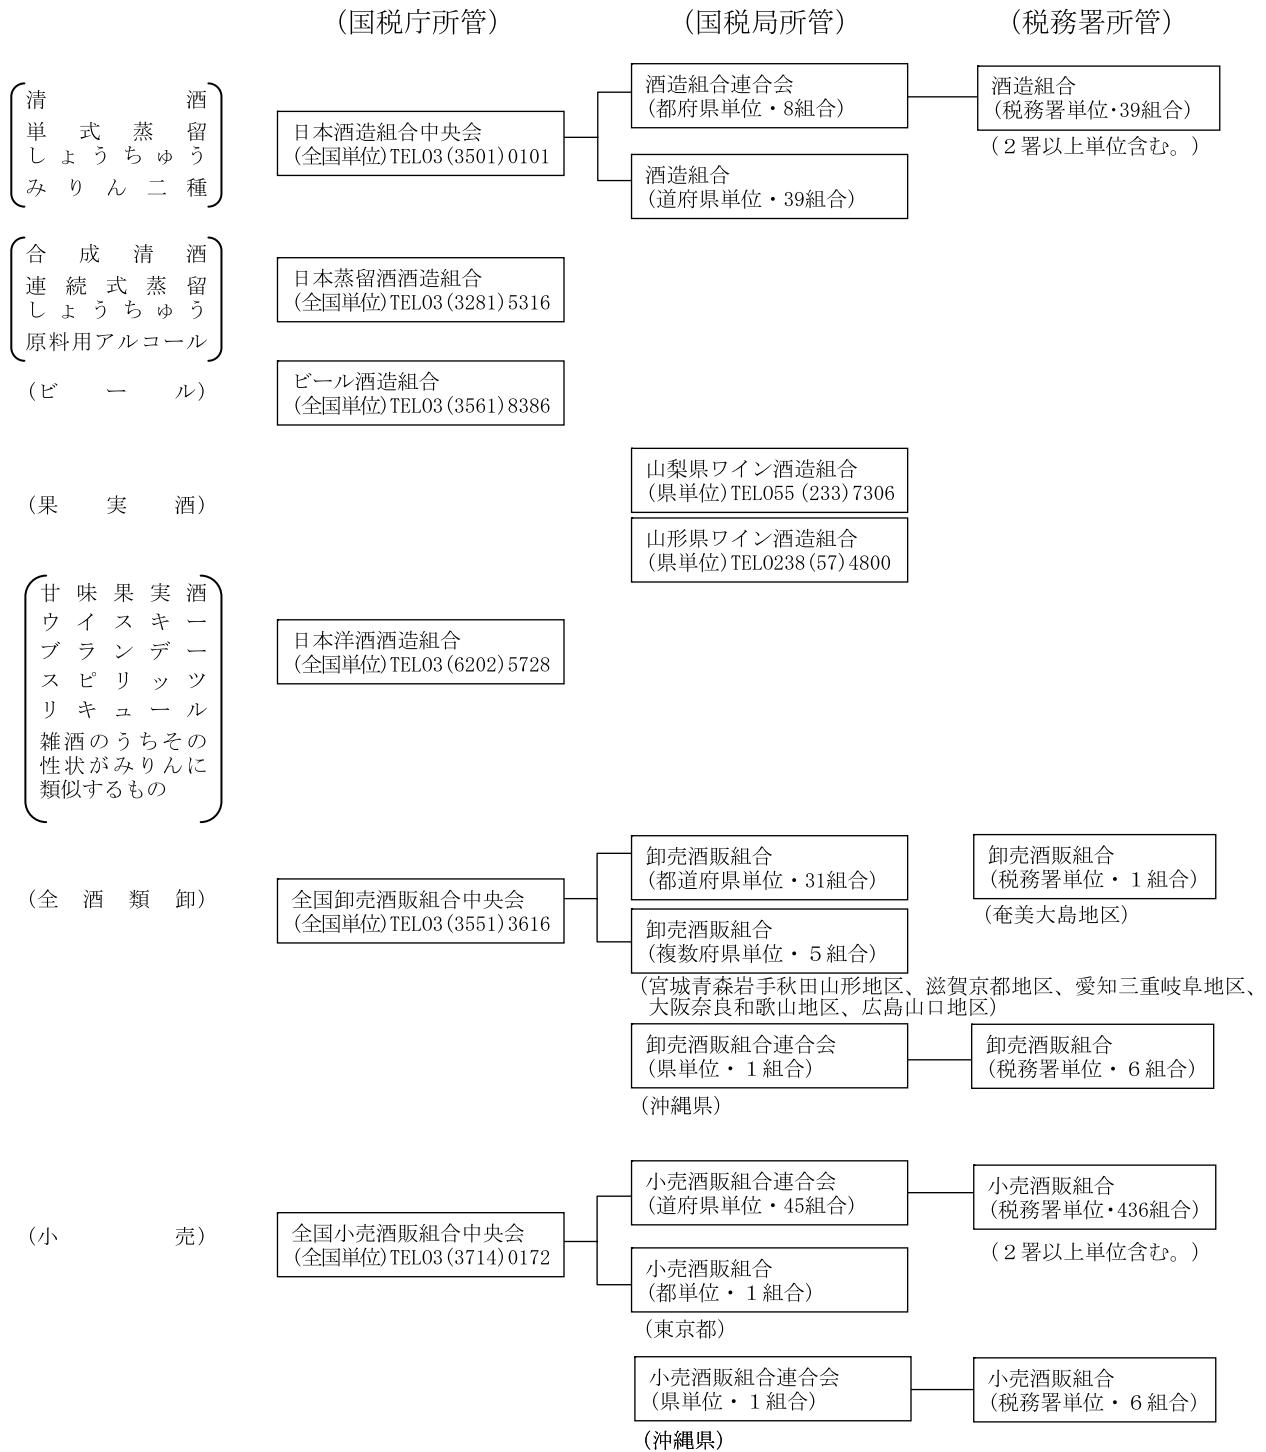 (国税庁所管)
(国税局所管)
(税務署所管)
清酒
単式蒸留
しょうちゅう
みりん二種
日本酒造組合中央会
(全国単位)TEL03(3501)0101
酒造組合連合会
(都府県単位・8組合)
酒造組合
(税務署単位・39組合)
(2署以上単位含む。)
酒造組合
(道府県単位・39組合)
合成清酒
連続式蒸留
しょうちゅう
原料用アルコール
日本蒸留酒酒造組合
(全国単位)TEL03(3281)5316
(ビール)
ビール酒造組合
(全国単位)TEL03(3561)8386
(果実酒)
山梨県ワイン酒造組合
(県単位)TEL055(233)7306
山形県ワイン酒造組合
(県単位)TEL0238(57)4800
甘味果実酒
ウイスキー
ブランデー
スピリッツ
リキュール
雑酒のうちその
性状がみりんに
類似するもの
日本洋酒酒造組合
(全国単位)TEL03(6202)5728
(全酒類卸)
全国卸売酒販組合中央会
(全国単位)TEL03(3551)3616
卸売酒販組合
(都道府県単位・31組合)
卸売酒販組合
(税務署単位・1組合)
(奄美大島地区)
卸売酒販組合
(複数府県単位・5組合)
(宮城青森岩手秋田山形地区、滋賀京都地区、愛知三重岐阜地区、
大阪奈良和歌山地区、広島山口地区)
卸売酒販組合連合会
(県単位・1組合)
(沖縄県)
卸売酒販組合
(税務署単位・6組合)
(小売)
全国小売酒販組合中央会
(全国単位)TEL03(3714)0172
小売酒販組合連合会
(道府県単位・45組合)
小売酒販組合
(税務署単位・436組合)
(2署以上単位含む。)
小売酒販組合
(都単位・1組合)
(東京都)
小売酒販組合連合会
(県単位・1組合)
(沖縄県)
小売酒販組合
(税務署単位・6組合)